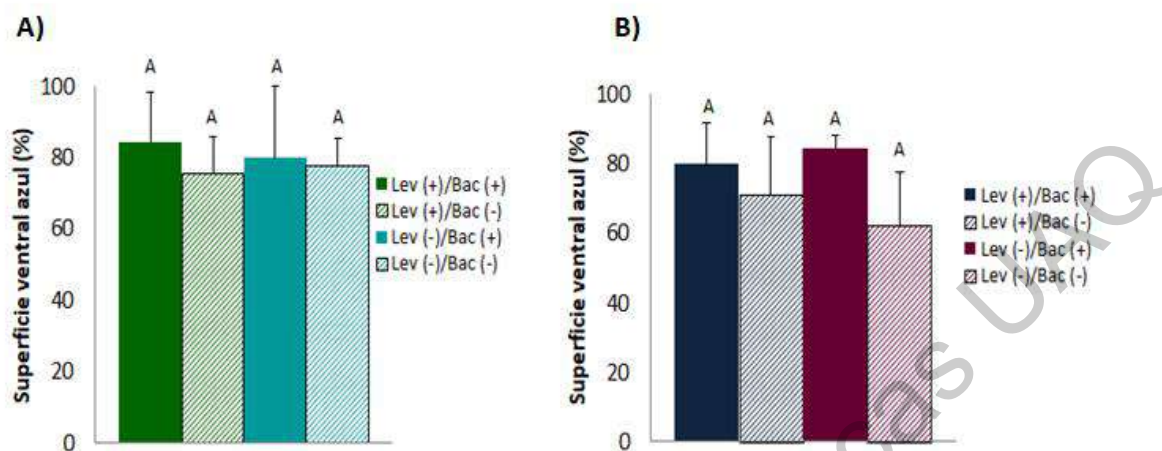 A)
Superficie ventral azul (%)
100
80
60
40
20
0
A
A
A
A
Lev (+)/Bac (+)
Lev (+)/Bac (-)
Lev (-)/Bac (+)
Lev (-)/Bac (-)
B)
Superficie ventral azul (%)
100
80
60
40
20
0
A
A
A
A
Lev (+)/Bac (+)
Lev (+)/Bac (-)
Lev (-)/Bac (+)
Lev (-)/Bac (-)
UAQ